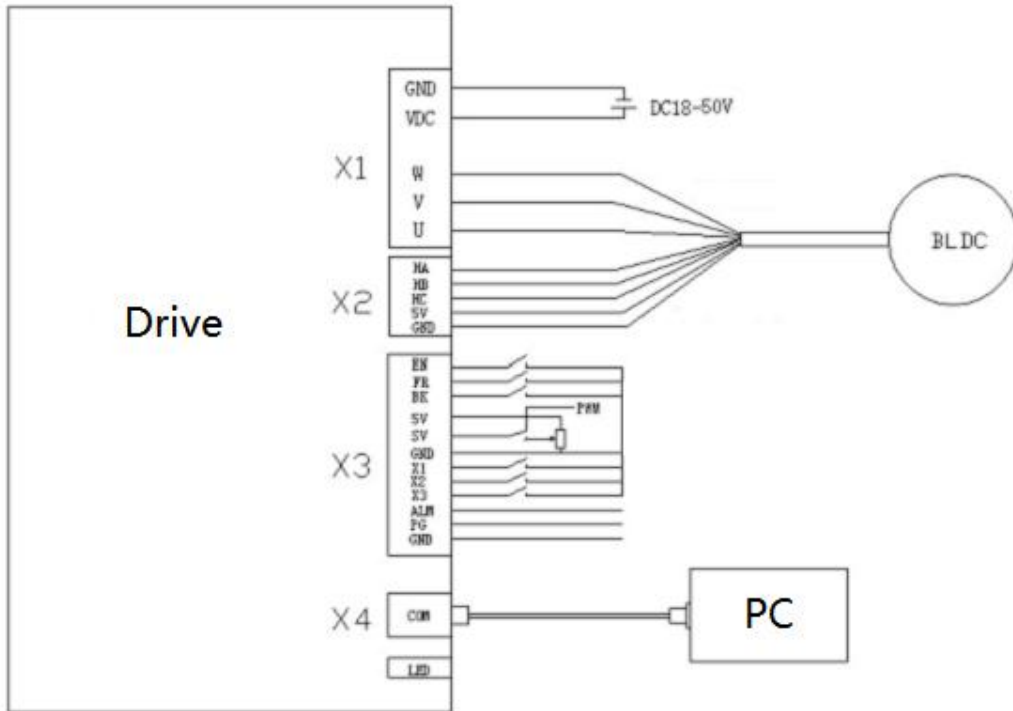 GND
DC18-50V
VDC
X1
W
V
BLDC
U
HA
HB
X2
HC
5V
GND
Drive
EN
FR
BK
PWM
5V
SV
GND
X3
X1
X2
X3
ALM
PG
GND
X4
COM
PC
LED